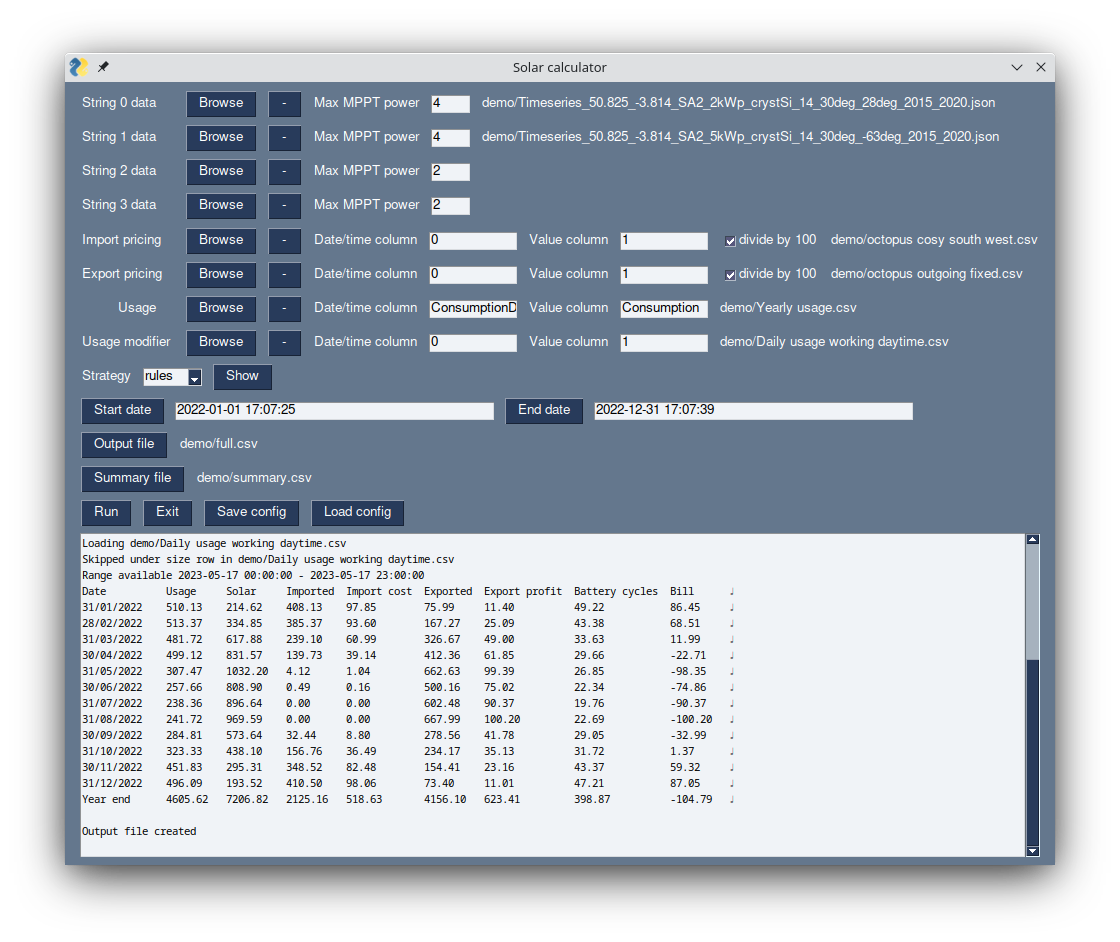 Solar calculator
String 0 data Browse - Max MPPT power 4 demo/Timeseries_50.825_-3.814_SA2_2kWp_crystSi_14_30deg_28deg_2015_2020.json
String 1 data Browse - Max MPPT power 4 demo/Timeseries_50.825_-3.814_SA2_5kWp_crystSi_14_30deg_-63deg_2015_2020.json
String 2 data Browse - Max MPPT power 2
String 3 data Browse - Max MPPT power 2
Import pricing Browse - Date/time column 0 Value column 1 divide by 100 demo/octopus cosy south west.csv
Export pricing Browse - Date/time column 0 Value column 1 divide by 100 demo/octopus outgoing fixed.csv
Usage Browse - Date/time column ConsumptionD Value column Consumption demo/Yearly usage.csv
Usage modifier Browse - Date/time column 0 Value column 1 demo/Daily usage working daytime.csv
Strategy rules Show
Start date 2022-01-01 17:07:25 End date 2022-12-31 17:07:39
Output file demo/full.csv
Summary file demo/summary.csv
Run Exit Save config Load config
Loading demo/Daily usage working daytime.csv
Skipped under size row in demo/Daily usage working daytime.csv
Range available 2023-05-17 00:00:00 - 2023-05-17 23:00:00
Date Usage Solar Imported Import cost Exported Export profit Battery cycles Bill
31/01/2022 510.13 214.62 408.13 97.85 75.99 11.40 49.22 86.45
28/02/2022 513.37 334.85 385.37 93.60 167.27 25.09 43.38 68.51
31/03/2022 481.72 617.88 239.10 60.99 326.67 49.00 33.63 11.99
30/04/2022 499.12 831.57 139.73 39.14 412.36 61.85 29.66 -22.71
31/05/2022 307.47 1032.20 4.12 1.04 662.63 99.39 26.85 -98.35
30/06/2022 257.66 808.90 0.49 0.16 500.16 75.02 22.34 -74.86
31/07/2022 238.36 896.64 0.00 0.00 602.48 90.37 19.76 -90.37
31/08/2022 241.72 969.59 0.00 0.00 667.99 100.20 22.69 -100.20
30/09/2022 284.81 573.64 32.44 8.80 278.56 41.78 29.05 -32.99
31/10/2022 323.33 438.10 156.76 36.49 234.17 35.13 31.72 1.37
30/11/2022 451.83 295.31 348.52 82.48 154.41 23.16 43.37 59.32
31/12/2022 496.09 193.52 410.50 98.06 73.40 11.01 47.21 87.05
Year end 4605.62 7206.82 2125.16 518.63 4156.10 623.41 398.87 -104.79
Output file created